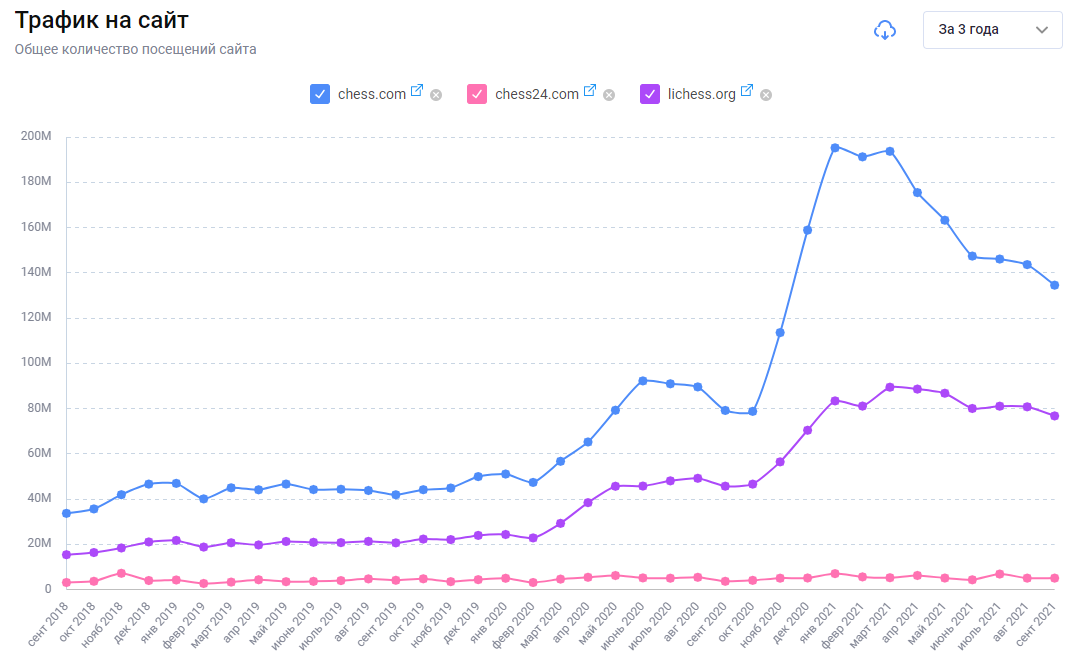 Трафик на сайт
Общее количество посещений сайта
За 3 года
chess.com
chess24.com
lichess.org
200M
180M
160M
140M
120M
100M
80M
60M
40M
20M
0
сент 2018
окт 2018
нояб 2018
дек 2018
янв 2019
февр 2019
март 2019
апр 2019
май 2019
июнь 2019
июль 2019
авг 2019
сент 2019
окт 2019
нояб 2019
дек 2019
янв 2020
февр 2020
март 2020
апр 2020
май 2020
июнь 2020
июль 2020
авг 2020
сент 2020
окт 2020
нояб 2020
дек 2020
янв 2021
февр 2021
март 2021
апр 2021
май 2021
июнь 2021
июль 2021
авг 2021
сент 2021